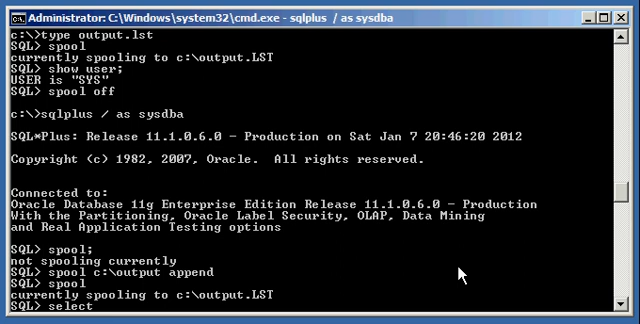 Administrator: C:\Windows\system32\cmd.exe - sqlplus / as sysdba
c:\>type output.lst
SQL> spool
currently spooling to c:\output.LST
SQL> show user;
USER is "SYS"
SQL> spool off
c:\>sqlplus / as sysdba
SQL*Plus: Release 11.1.0.6.0 - Production on Sat Jan 7 20:46:20 2012
Copyright (c) 1982, 2007, Oracle.  All rights reserved.
Connected to:
Oracle Database 11g Enterprise Edition Release 11.1.0.6.0 - Production
With the Partitioning, Oracle Label Security, OLAP, Data Mining
and Real Application Testing options
SQL> spool;
not spooling currently
SQL> spool c:\output append
SQL> spool
currently spooling to c:\output.LST
SQL> select